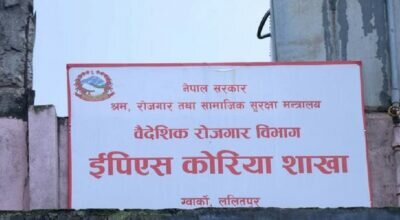 नेपाल सरकार
श्रम, रोजगार तथा सामाजिक सुरक्षा मन्त्रालय
वैदेशिक रोजगार विभाग
ईपिएस कोरिया शाखा
ग्वार्को, ललितपुर